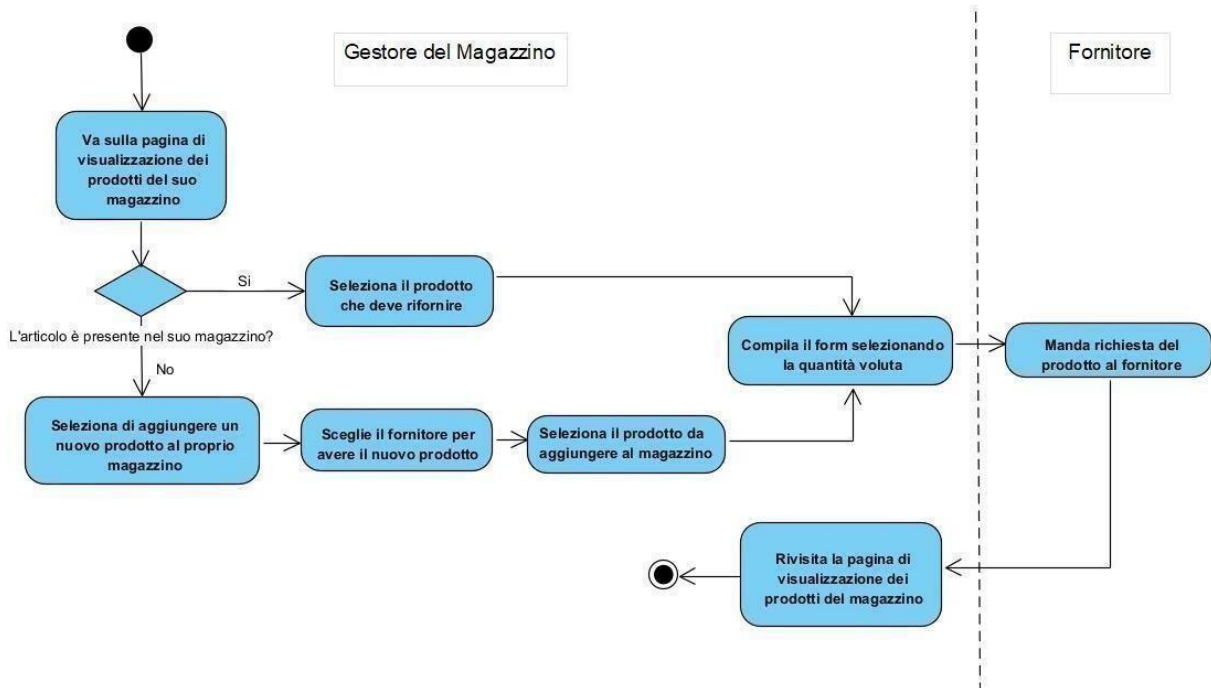 Gestore del Magazzino
Fornitore
Va sulla pagina di
visualizzazione dei
prodotti del suo
magazzino
Si
Seleziona il prodotto
che deve rifornire
L'articolo è presente nel suo magazzino?
No
Compila il form selezionando
la quantità voluta
Manda richiesta del
prodotto al fornitore
Seleziona di aggiungere un
nuovo prodotto al proprio
magazzino
Sceglie il fornitore per
avere il nuovo prodotto
Seleziona il prodotto da
aggiungere al magazzino
Rivisita la pagina di
visualizzazione dei
prodotti del magazzino